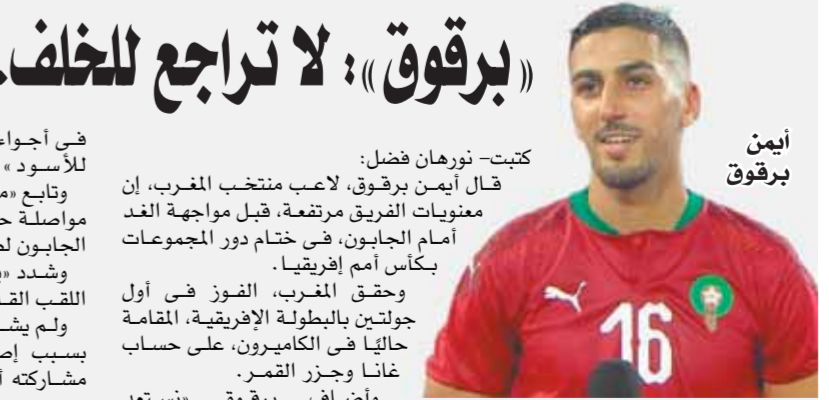 «برقوق»: لا تراجع للخلف
أيمن
برقوق
كتبت- نورهان فضل:
قال أيمن برقوق، لاعب منتخب المغرب، إن
معنويات الفريق مرتفعة، قبل مواجهة الغد
أمام الجابون، فى ختام دور المجموعات
بكأس أمم إفريقيا.
وحقق المغرب، الفوز فى أول
جولتين بالبطولة الإفريقية، المقامة
حاليًا فى الكاميرون، على حساب
غانا وجزر القمر.
وأضاف برقوق «نستعد
فى أجواء
للأسود»
وتابع
مواصلة
الجابون
وشدد
اللقب
ولم
بسبب
مشاركته
16